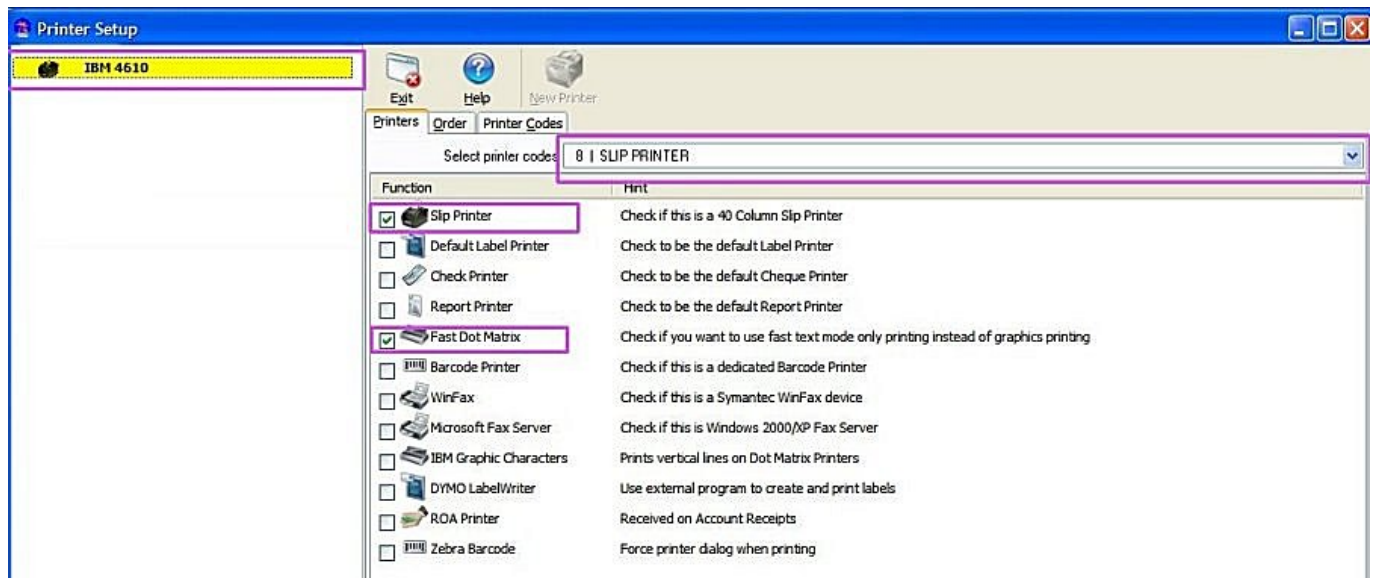 Printer Setup
IBM 4610
Exit Help New Printer
Printers Order Printer Codes
Select printer codes 8 | SLIP PRINTER
Function Hint
Slip Printer Check if this is a 40 Column Slip Printer
Default Label Printer Check to be the default Label Printer
Check Printer Check to be the default Cheque Printer
Report Printer Check to be the default Report Printer
Fast Dot Matrix Check if you want to use fast text mode only printing instead of graphics printing
Barcode Printer Check if this is a dedicated Barcode Printer
WinFax Check if this is a Symantec WinFax device
Microsoft Fax Server Check if this is Windows 2000/XP Fax Server
IBM Graphic Characters Prints vertical lines on Dot Matrix Printers
DYMO LabelWriter Use external program to create and print labels
ROA Printer Received on Account Receipts
Zebra Barcode Force printer dialog when printing